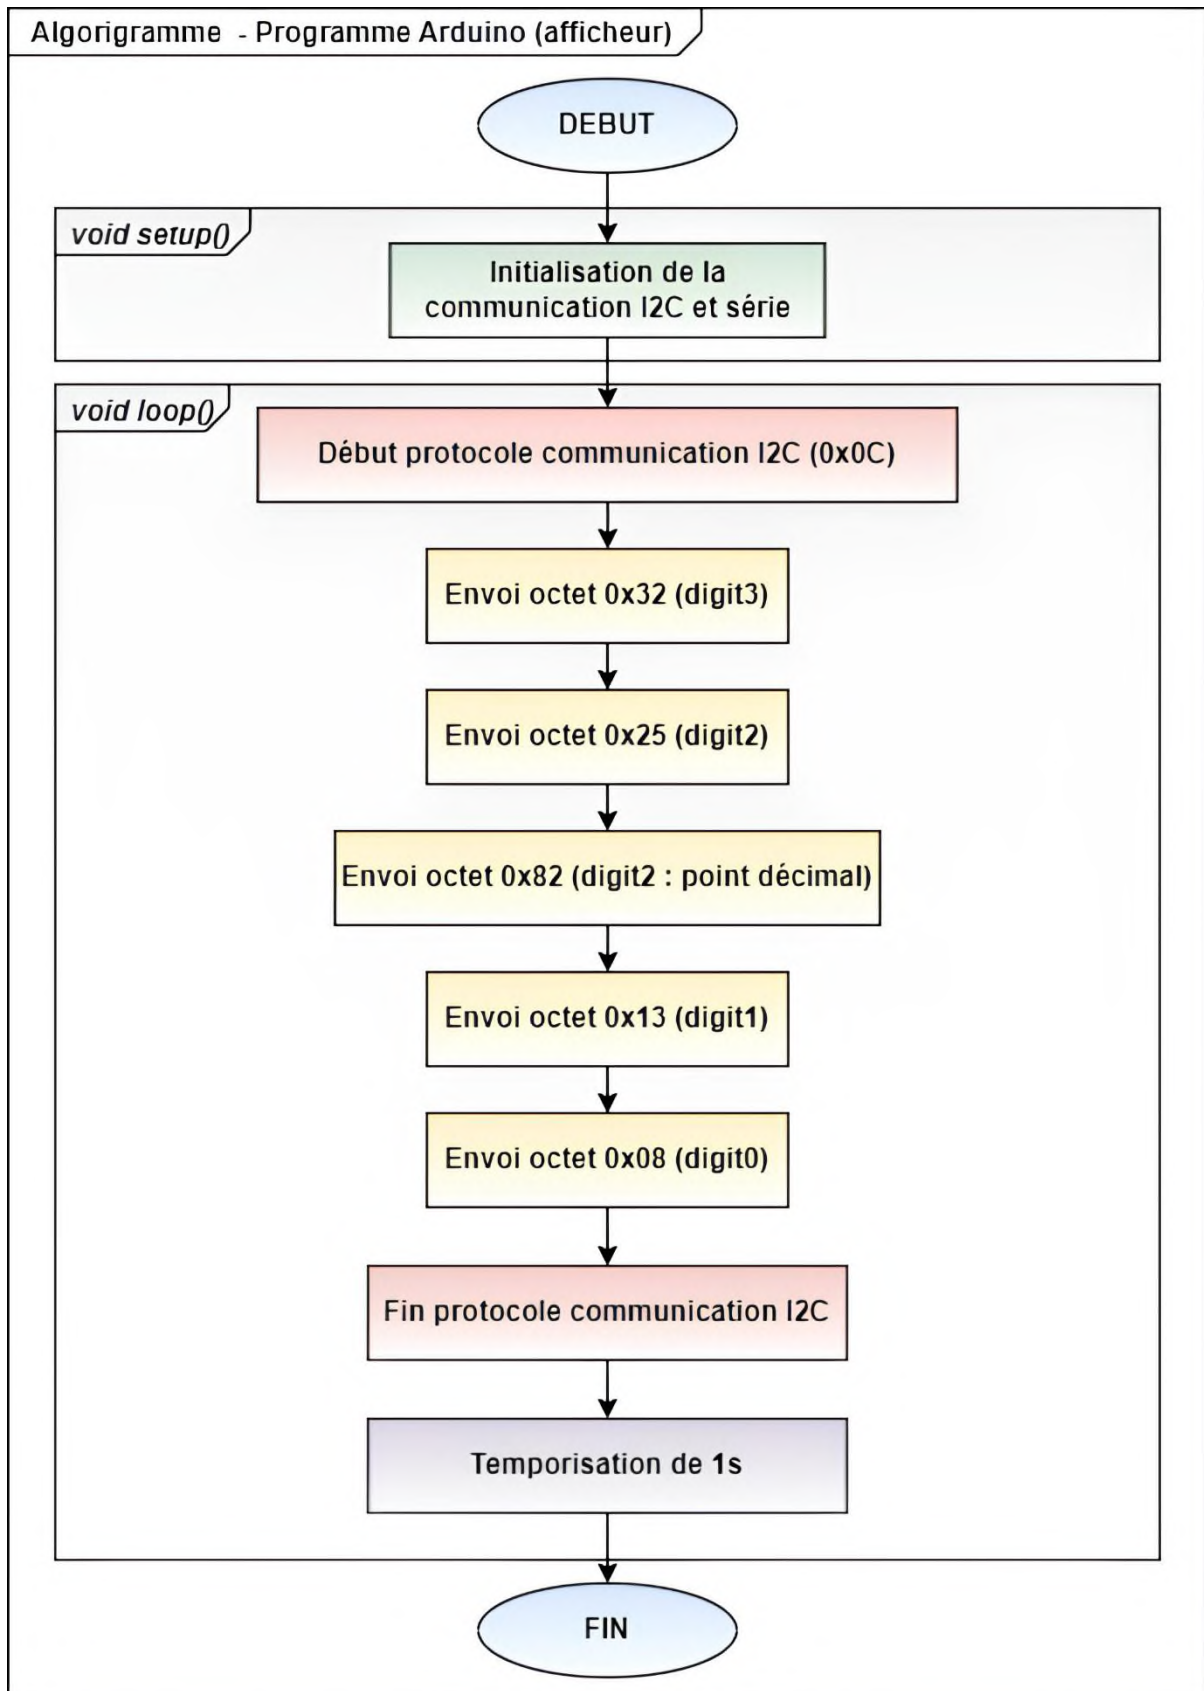 Algorigramme - Programme Arduino (afficheur)
DEBUT
void setup()
Initialisation de la
communication I2C et série
void loop()
Début protocole communication I2C (0x0C)
Envoi octet 0x32 (digit3)
Envoi octet 0x25 (digit2)
Envoi octet 0x82 (digit2 : point décimal)
Envoi octet 0x13 (digit1)
Envoi octet 0x08 (digit0)
Fin protocole communication I2C
Temporisation de 1s
FIN